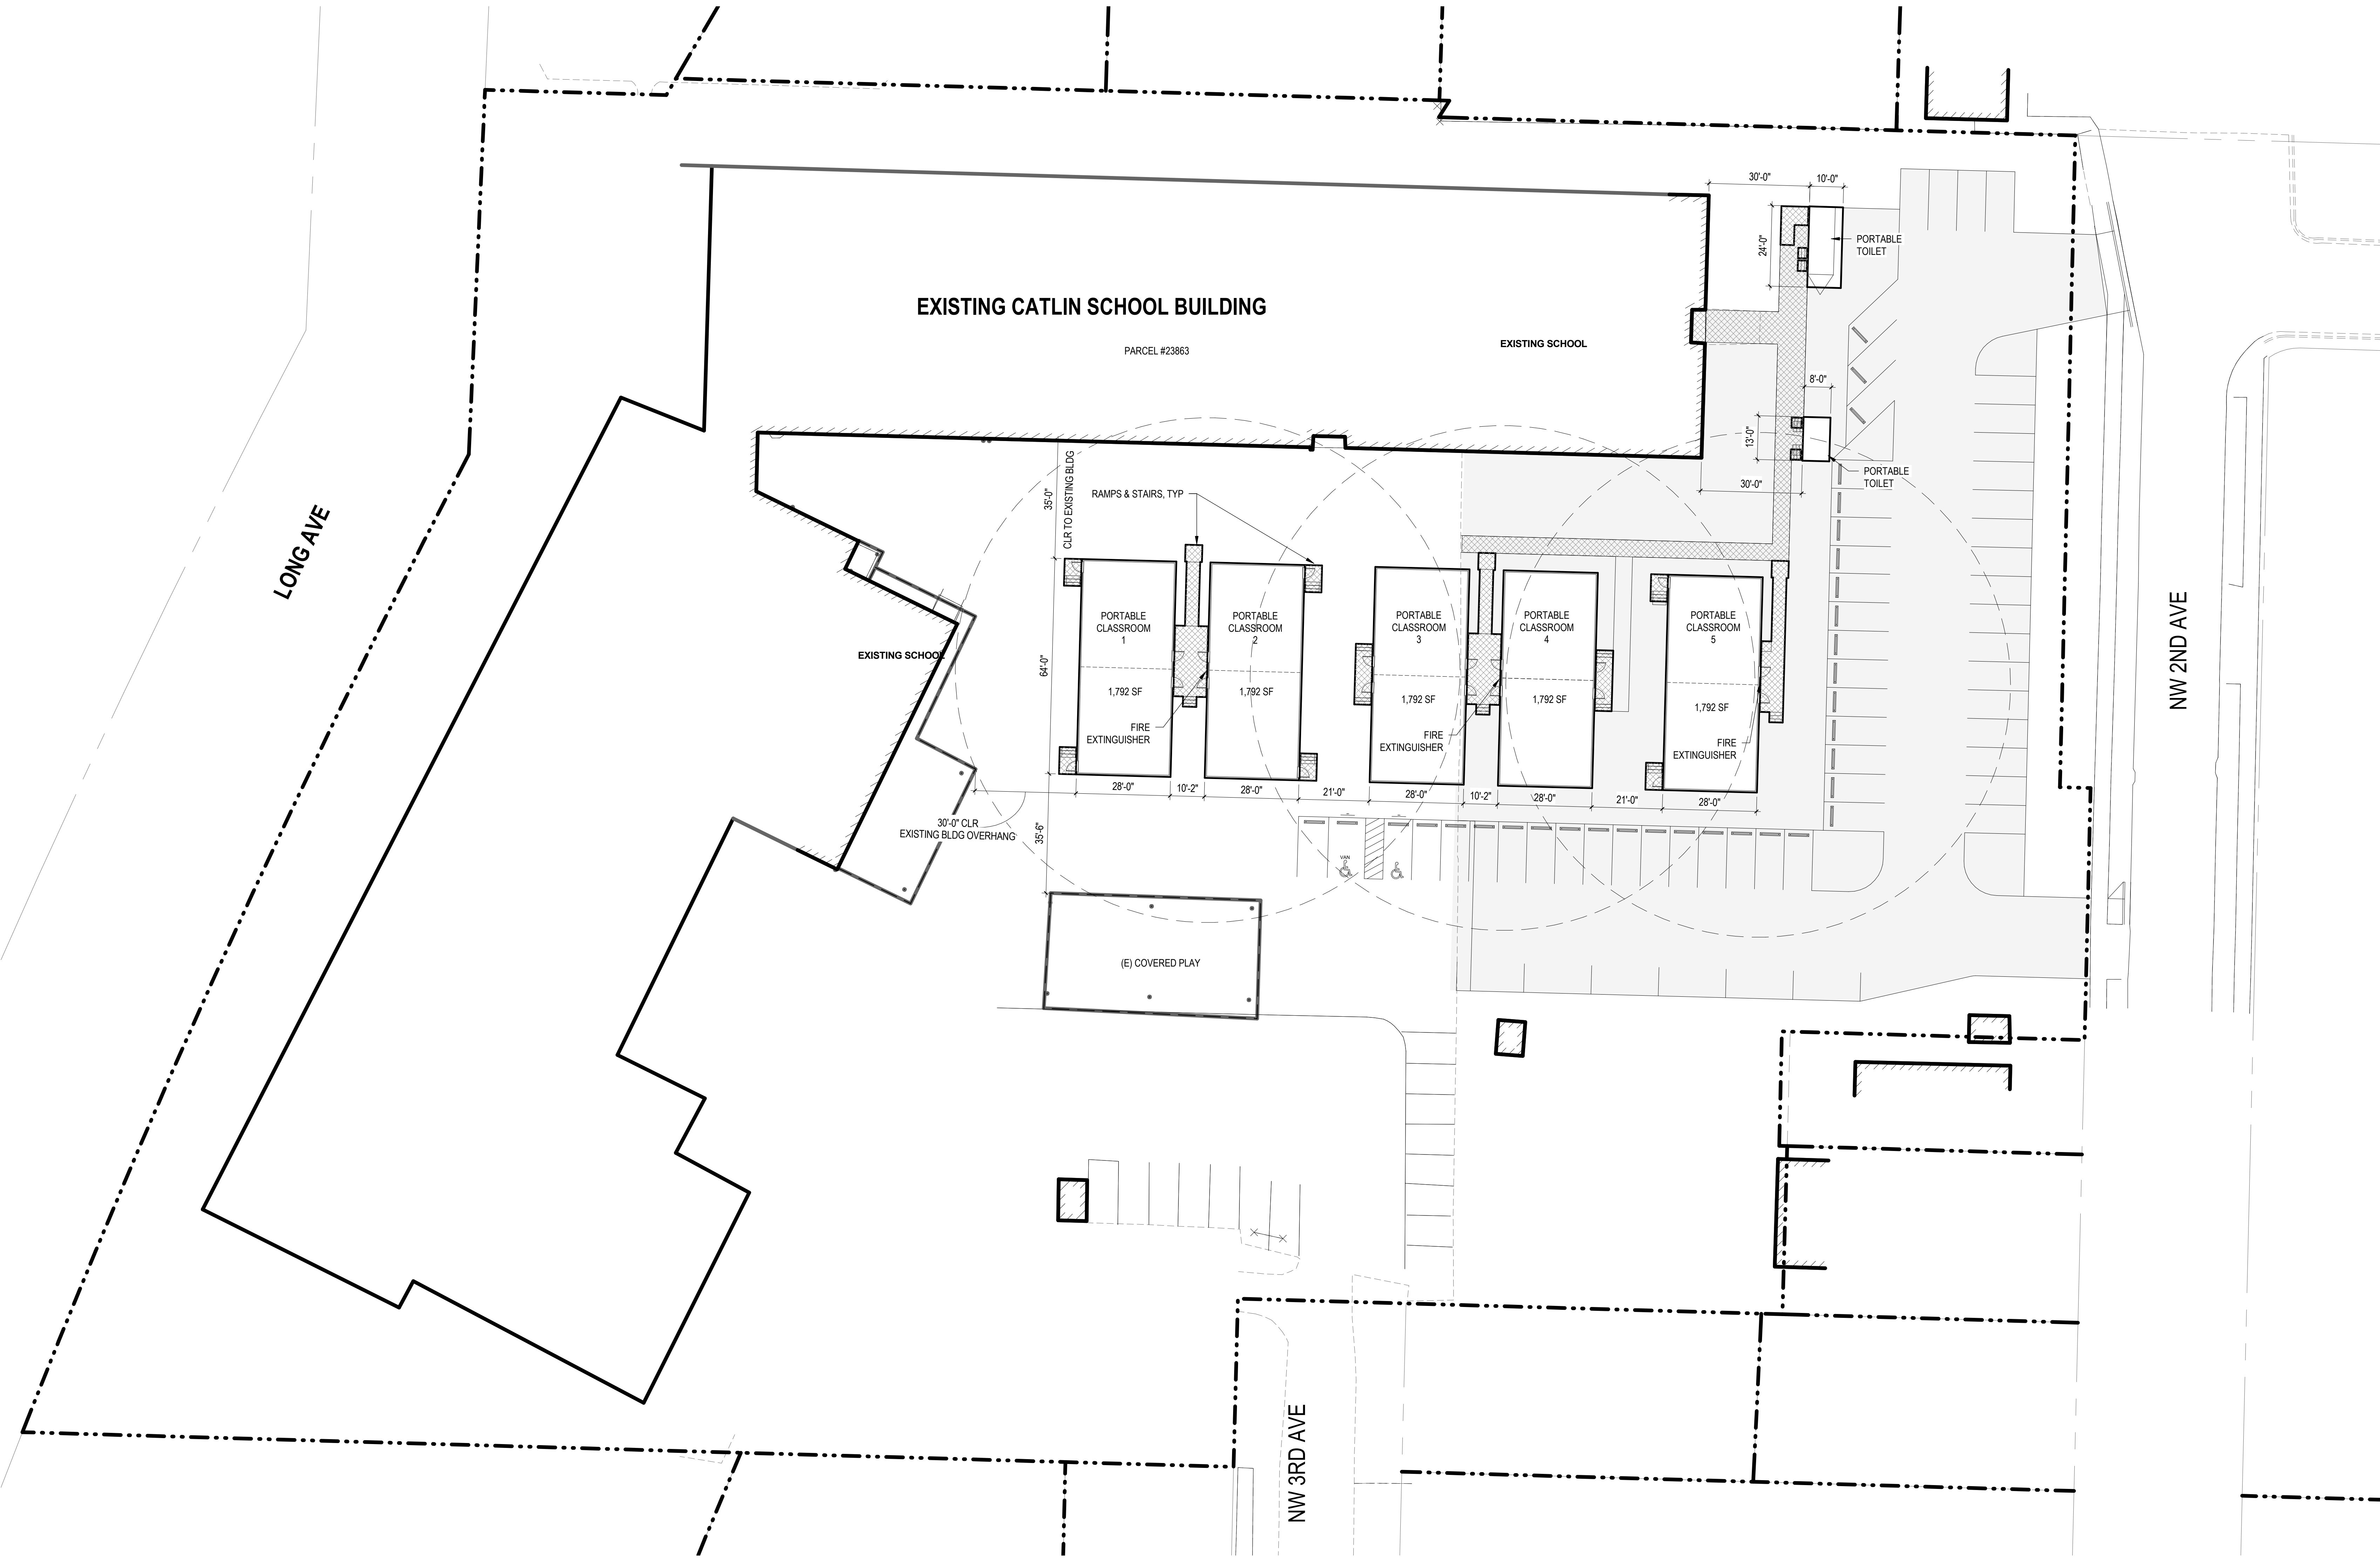 30'-0"
10'-0"
24'-0"
PORTABLE
TOILET
EXISTING CATLIN SCHOOL BUILDING
PARCEL #23863
EXISTING SCHOOL
8'-0"
13'-0"
PORTABLE
TOILET
30'-0"
35'-0"
CLR TO EXISTING BLDG
RAMPS & STAIRS, TYP
LONG AVE
PORTABLE
CLASSROOM
1
1,792 SF
PORTABLE
CLASSROOM
2
1,792 SF
PORTABLE
CLASSROOM
3
1,792 SF
PORTABLE
CLASSROOM
4
1,792 SF
PORTABLE
CLASSROOM
5
1,792 SF
EXISTING SCHOOL
64'-0"
NW 2ND AVE
FIRE
EXTINGUISHER
FIRE
EXTINGUISHER
FIRE
EXTINGUISHER
28'-0"
10'-2"
28'-0"
21'-0"
28'-0"
10'-2"
28'-0"
21'-0"
28'-0"
30'-0" CLR
EXISTING BLDG OVERHANG
35'-6"
VAN
(E) COVERED PLAY
NW 3RD AVE